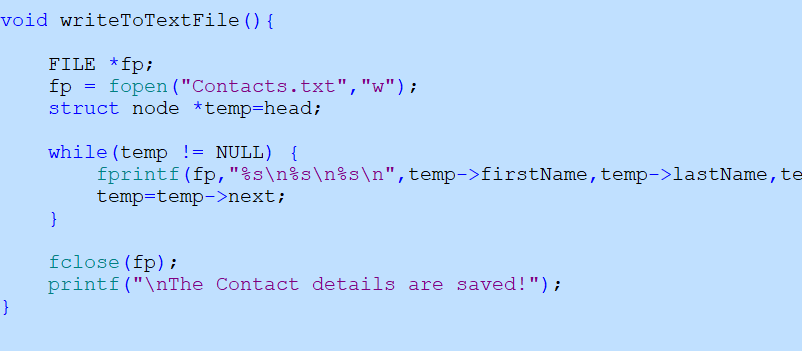 void writeToTextFile(){
FILE *fp;
fp = fopen("Contacts.txt","w");
struct node *temp=head;
while(temp != NULL) {
fprintf(fp,"%s\n%s\n%s\n",temp->firstName,temp->lastName,te
temp=temp->next;
}
fclose(fp);
printf("\nThe Contact details are saved!");
}